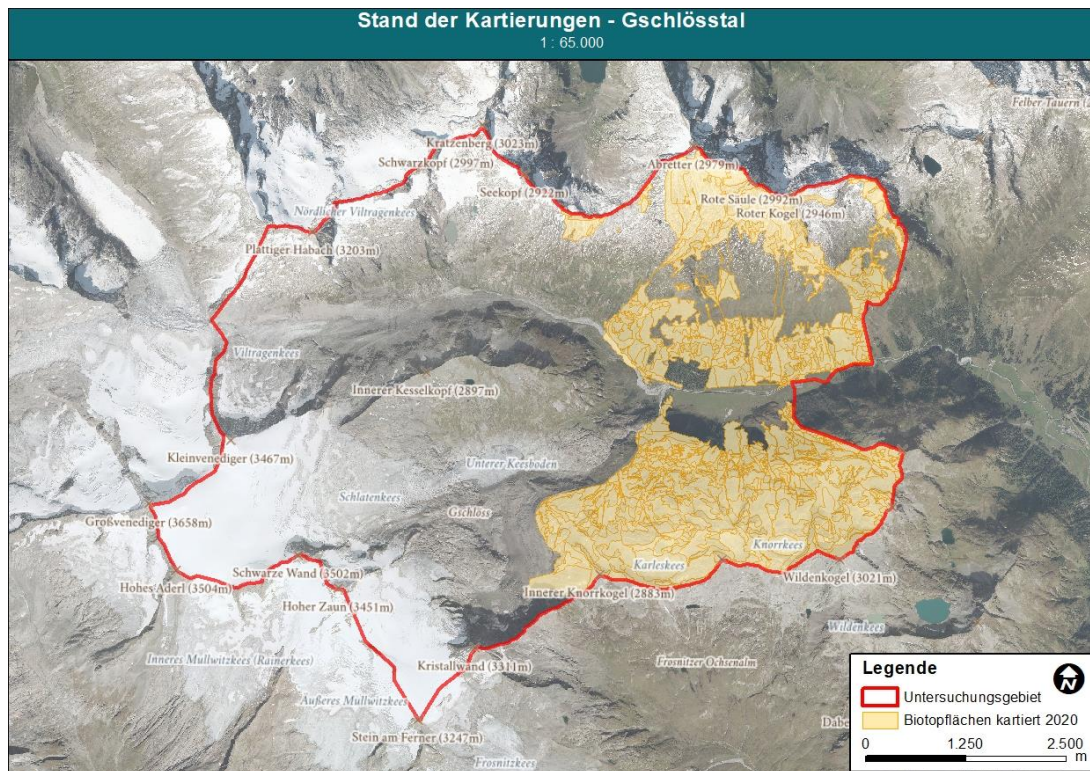 Stand der Kartierungen - Gschlösstal
1 : 65.000
Felber Tauern
Kratzenberg (3023m)
Schwarzkopf (2997m)
Abretter (2979m)
Seekopf (2922m)
Rote Säule (2992m)
Nördlicher Viltragenkees
Roter Kogel (2946m)
Plattiger Habach (3203m)
Viltragenkees
Innerer Kesselkopf (2897m)
Kleinvenediger (3467m)
Unterer Keesboden
Schlatenkees
Gschlöss
Großvenediger (3658m)
Knorrkees
Karleskees
Schwarze Wand (3502m)
Wildenkogel (3021m)
Hohes Aderl (3504m)
Innerer Knorrkogel (2883m)
Hoher Zaun (3451m)
Wildenkees
Inneres Mullwitzkees (Rainerkees)
Frosnitzer Ochsenalm
Kristallwand (3311m)
Äußeres Mullwitzkees
Stein am Ferner (3247m)
Frosnitzkees
Legende
N
Untersuchungsgebiet
Biotopflächen kartiert 2020
0 1.250 2.500
m